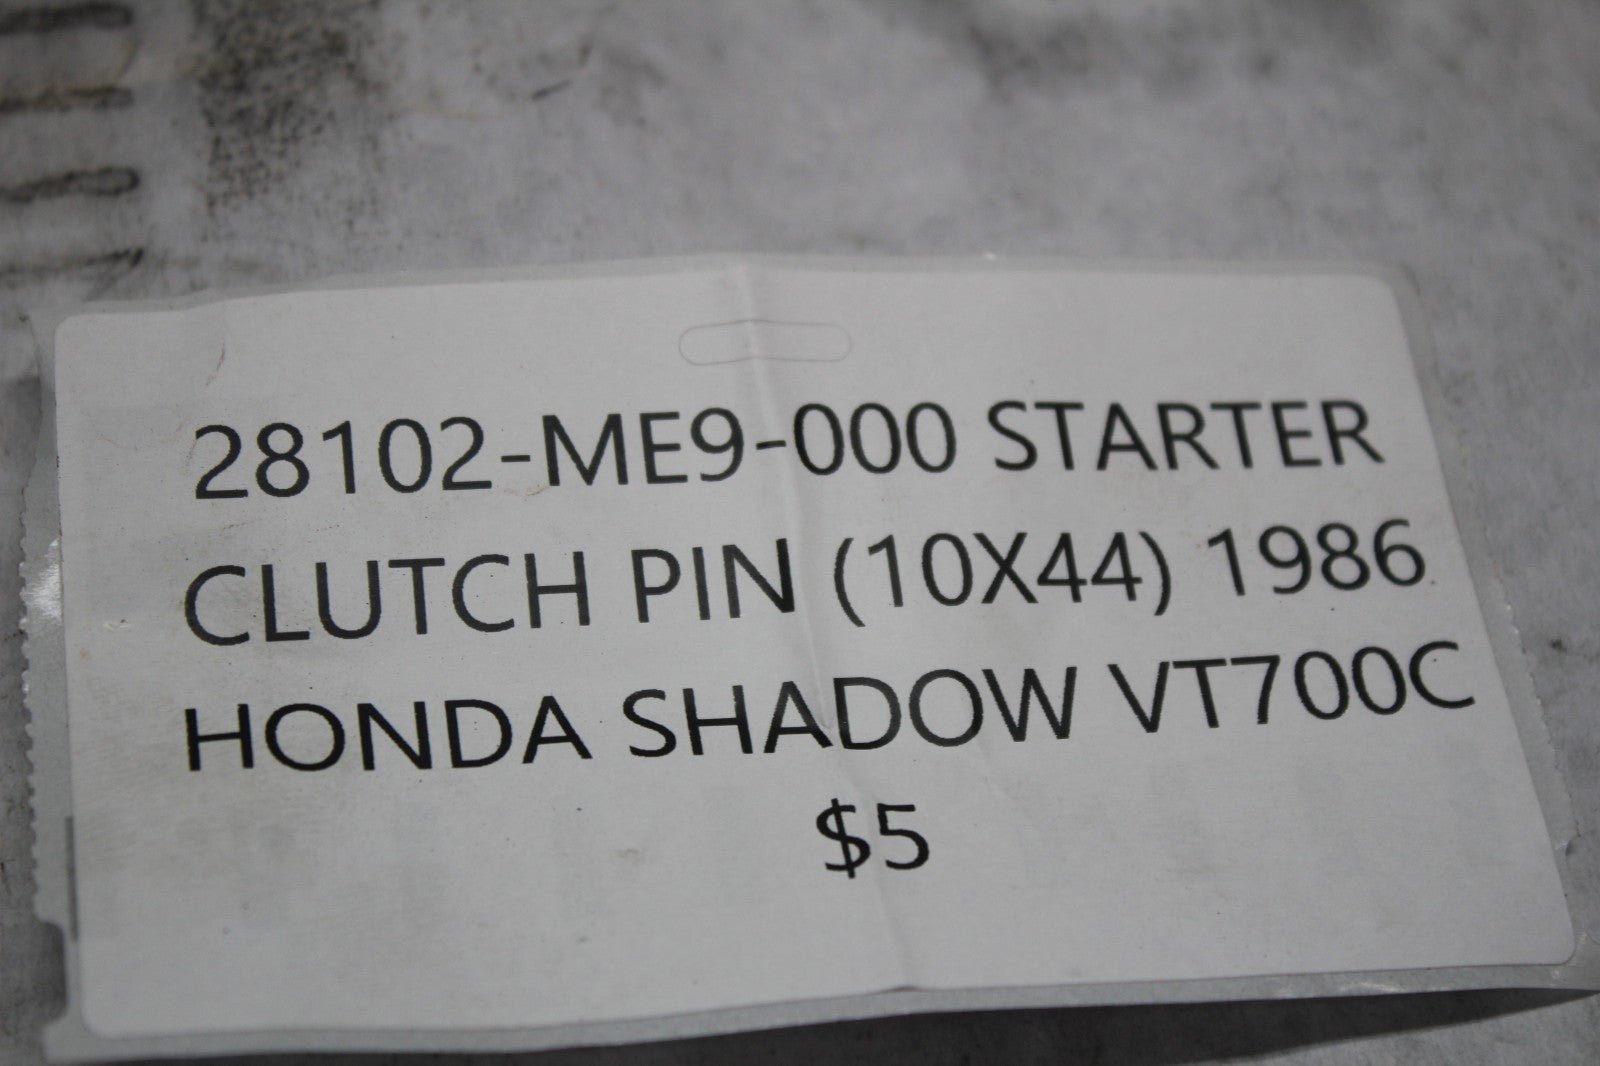 28102-ME9-000 STARTER
CLUTCH PIN (10X44) 1986
HONDA SHADOW VT700C
$5